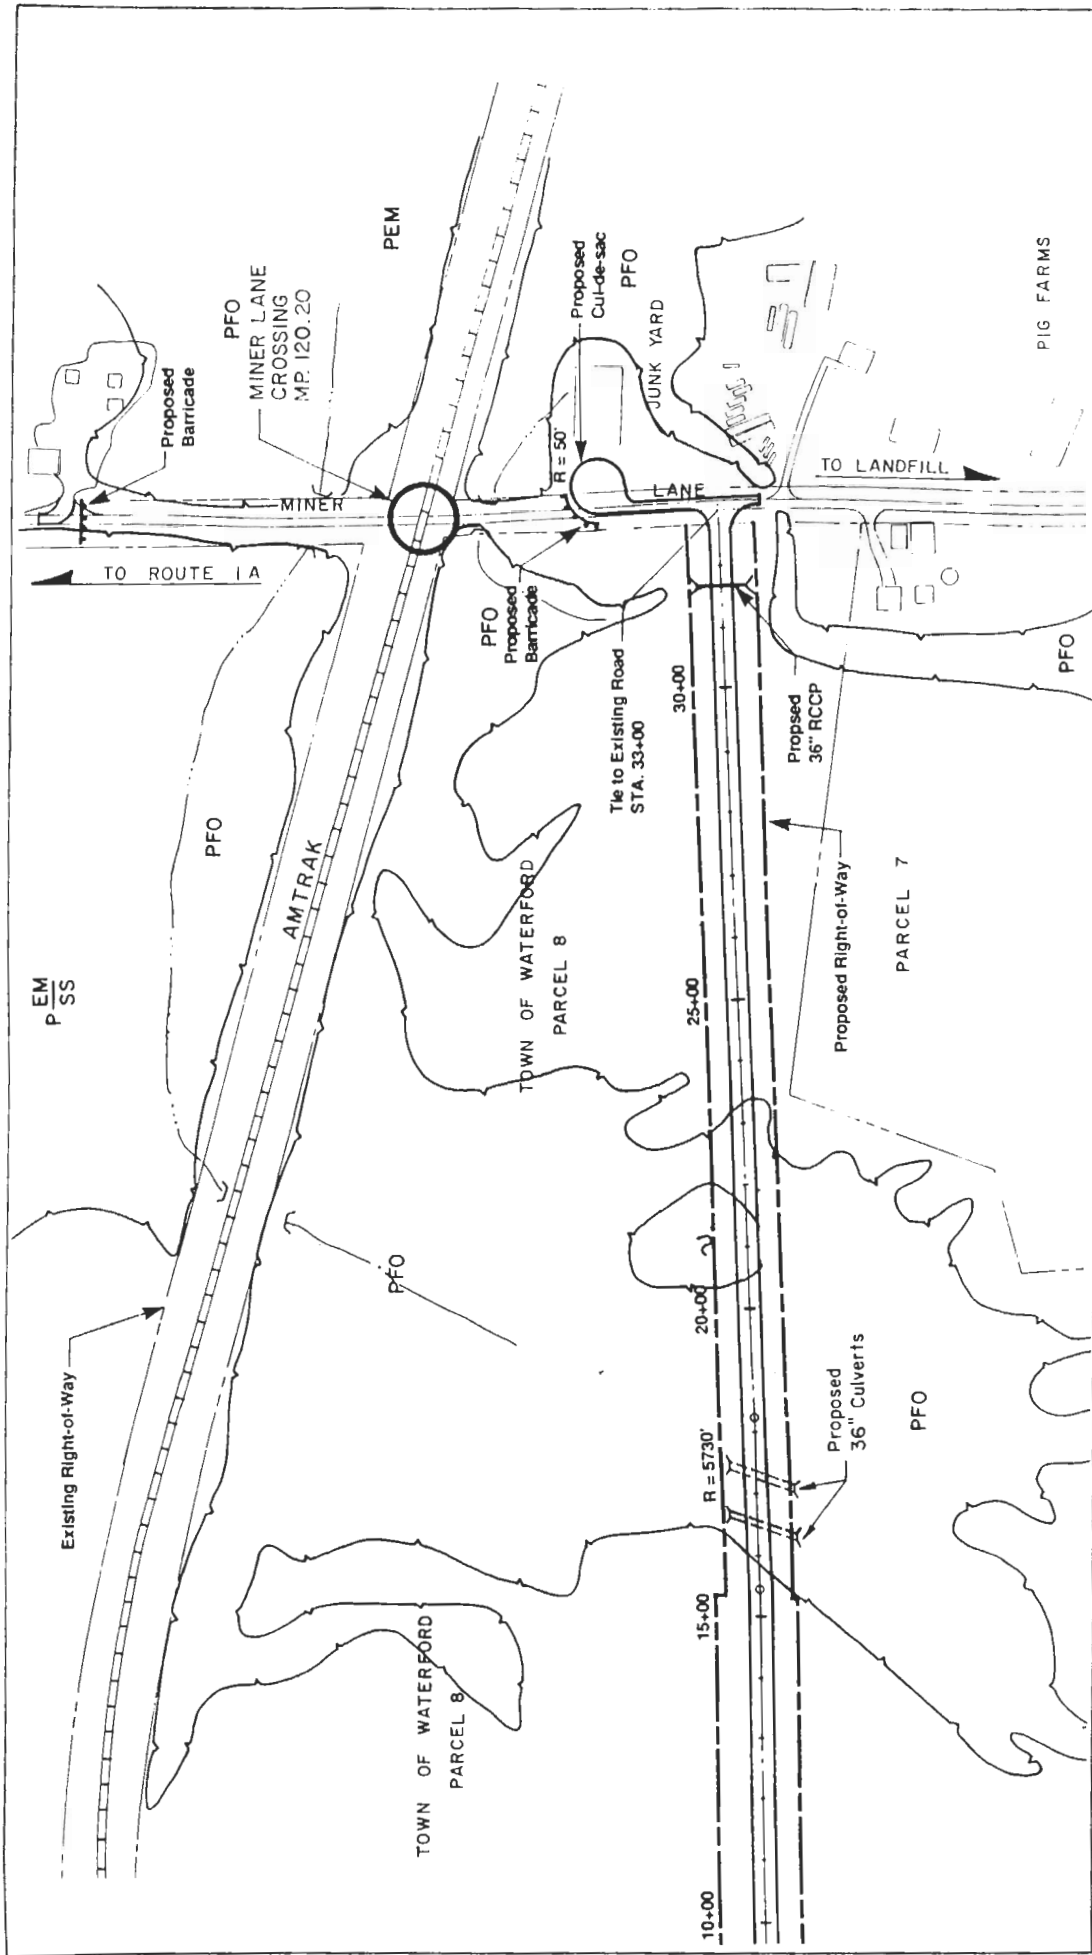 Existing Right-of-Way
P EM
SS
TO ROUTE 1A
Proposed
Barricade
PFO
MINER LANE
CROSSING
MP. 120.20
PEM
MINER
AMTRAK
PFO
PFO
TOWN OF WATERFORD
PARCEL 8
TOWN OF WATERFORD
PARCEL 8
PFO
Proposed
Barricade
R = 50'
Proposed
Cul-de-sac
PFO
JUNK YARD
LANE
Tie to Existing Road
STA. 33+00
10+00
15+00
R = 5730'
20+00
25+00
30+00
Propsed
36" RCCP
TO LANDFILL
Proposed
36" Culverts
Proposed Right-of-Way
PARCEL 7
PFO
PFO
PIG FARMS